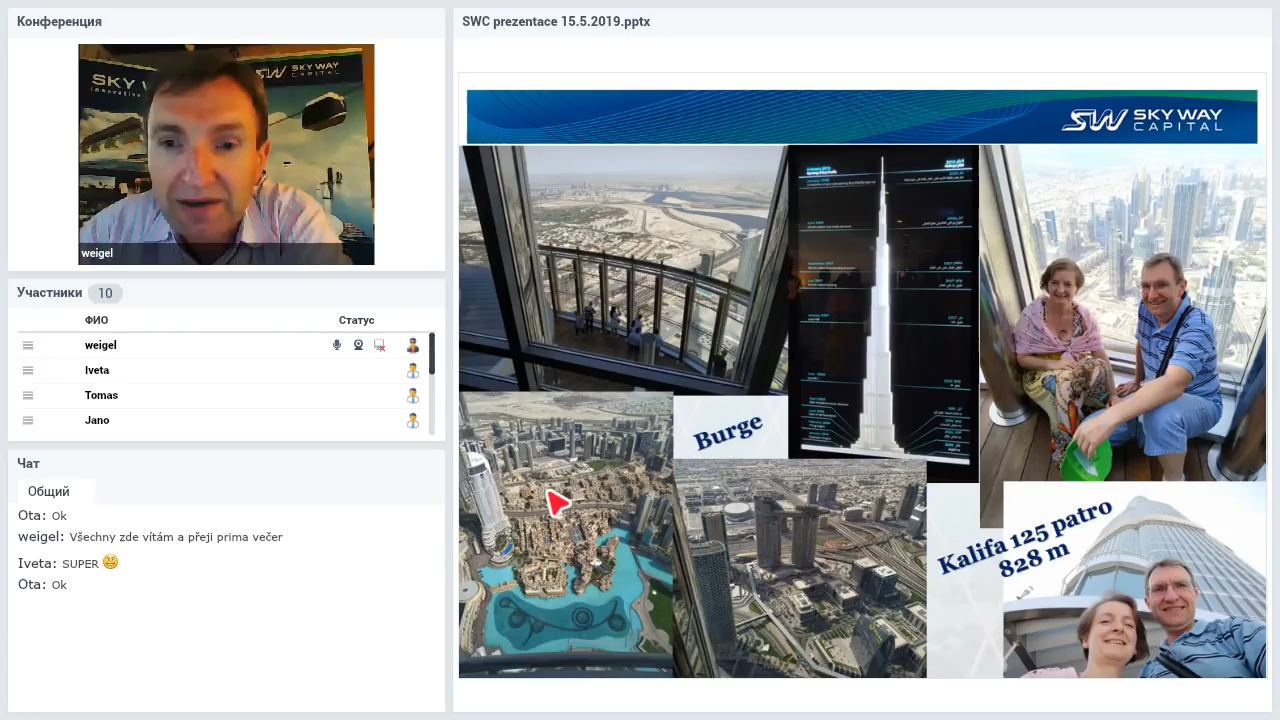 Конференция
SKY W
SW SKY WAY
CAPITAL
weigel
Участники 10
ФИО Статус
weigel
Iveta
Tomas
Jano
Чат
Общий
Ota: Ok
weigel: Všechny zde vítám a přeji prima večer
Iveta: SUPER
Ota: Ok
SWC prezentace 15.5.2019.pptx
SW SKY WAY
CAPITAL
Burge
Kalifa 125 patro
828 m